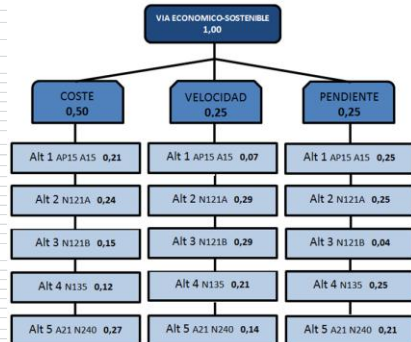 VIA ECONOMICO-SOSTENIBLE
1,00
COSTE
0,50
VELOCIDAD
0,25
PENDIENTE
0,25
Alt 1 AP15 A15 0,21
Alt 1 AP15 A15 0,07
Alt 1 AP15 A15 0,25
Alt 2 N121A 0,24
Alt 2 N121A 0,29
Alt 2 N121A 0,25
Alt 3 N121B 0,15
Alt 3 N121B 0,29
Alt 3 N121B 0,04
Alt 4 N135 0,12
Alt 4 N135 0,21
Alt 4 N135 0,25
Alt 5 A21 N240 0,27
Alt 5 A21 N240 0,14
Alt 5 A21 N240 0,21